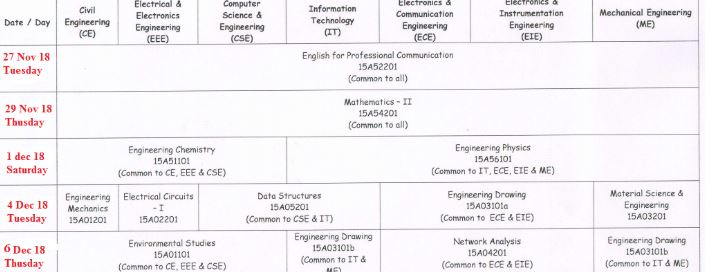 Date / Day
Civil
Engineering
(CE)
Electrical &
Electronics
Engineering
(EEE)
Computer
Science &
Engineering
(CSE)
Information
Technology
(IT)
Electronics &
Communication
Engineering
(ECE)
Electronics &
Instrumentation
Engineering
(EIE)
Mechanical Engineering
(ME)
27 Nov 18
Tuesday
English for Professional Communication
15A52201
(Common to all)
29 Nov 18
Thusday
Mathematics - II
15A54201
(Common to all)
1 dec 18
Saturday
Engineering Chemistry
15A51101
(Common to CE, EEE & CSE)
Engineering Physics
15A56101
(Common to IT, ECE, EIE & ME)
4 Dec 18
Tuesday
Engineering
Mechanics
15A01201
Electrical Circuits
- I
15A02201
Data Structures
15A05201
(Common to CSE & IT)
Engineering Drawing
15A03101a
(Common to ECE & EIE)
Material Science &
Engineering
15A03201
6 Dec 18
Thusday
Environmental Studies
15A01101
(Common to CE, EEE & CSE)
Engineering Drawing
15A03101b
(Common to IT &
ME)
Network Analysis
15A04201
(Common to ECE & EIE)
Engineering Drawing
15A03101b
(Common to IT & ME)